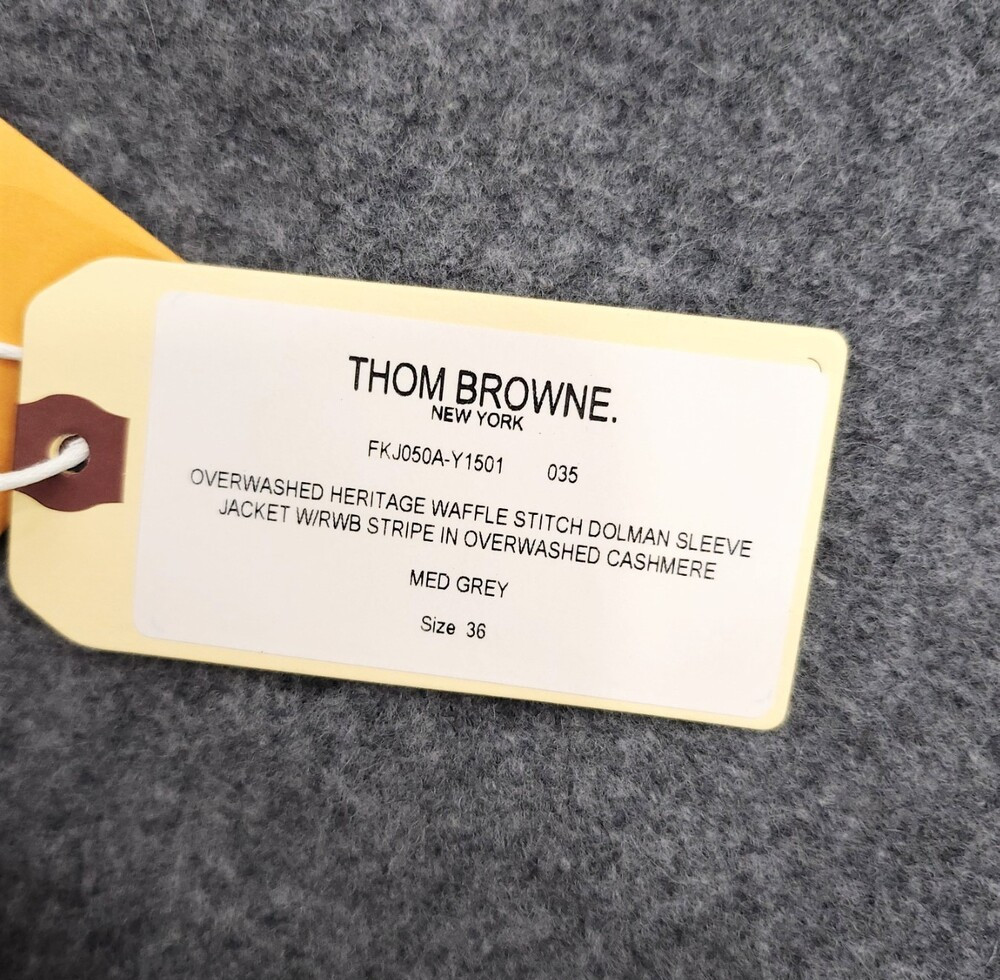 THOM BROWNE.
NEW YORK
FKJ050A-Y1501 035
OVERWASHED HERITAGE WAFFLE STITCH DOLMAN SLEEVE
JACKET W/RWB STRIPE IN OVERWASHED CASHMERE
MED GREY
Size 36